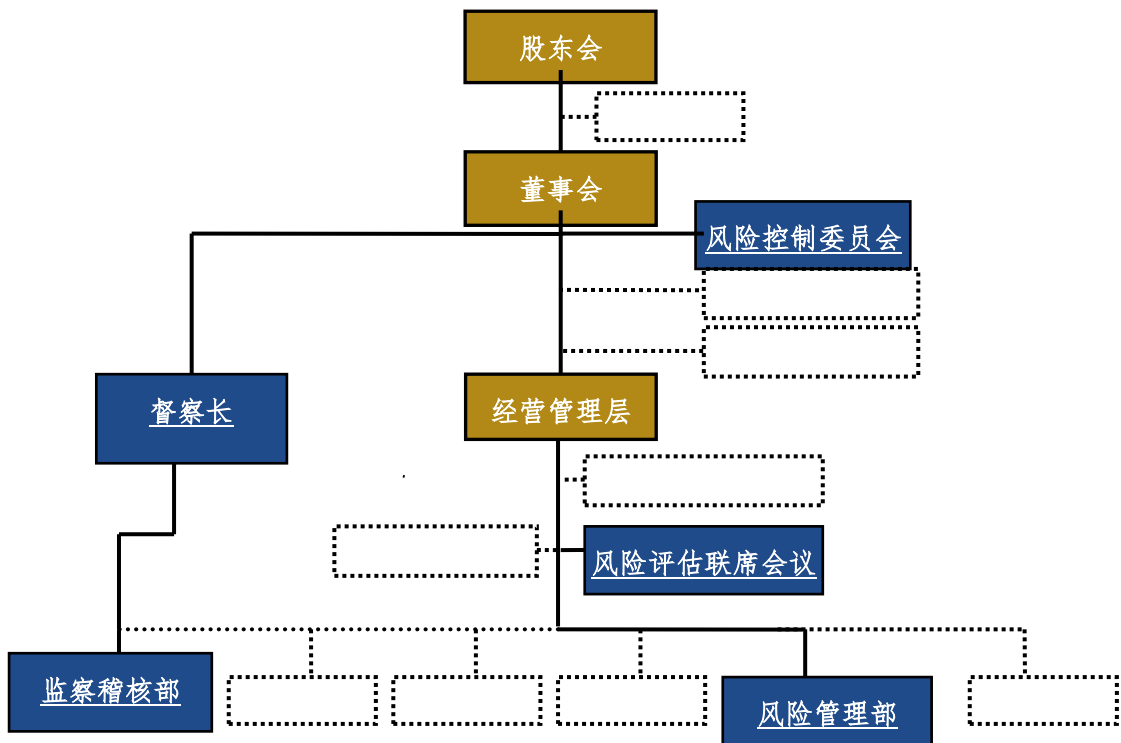 股东会
董事会
风险控制委员会
督察长
经营管理层
风险评估联席会议
监察稽核部
风险管理部